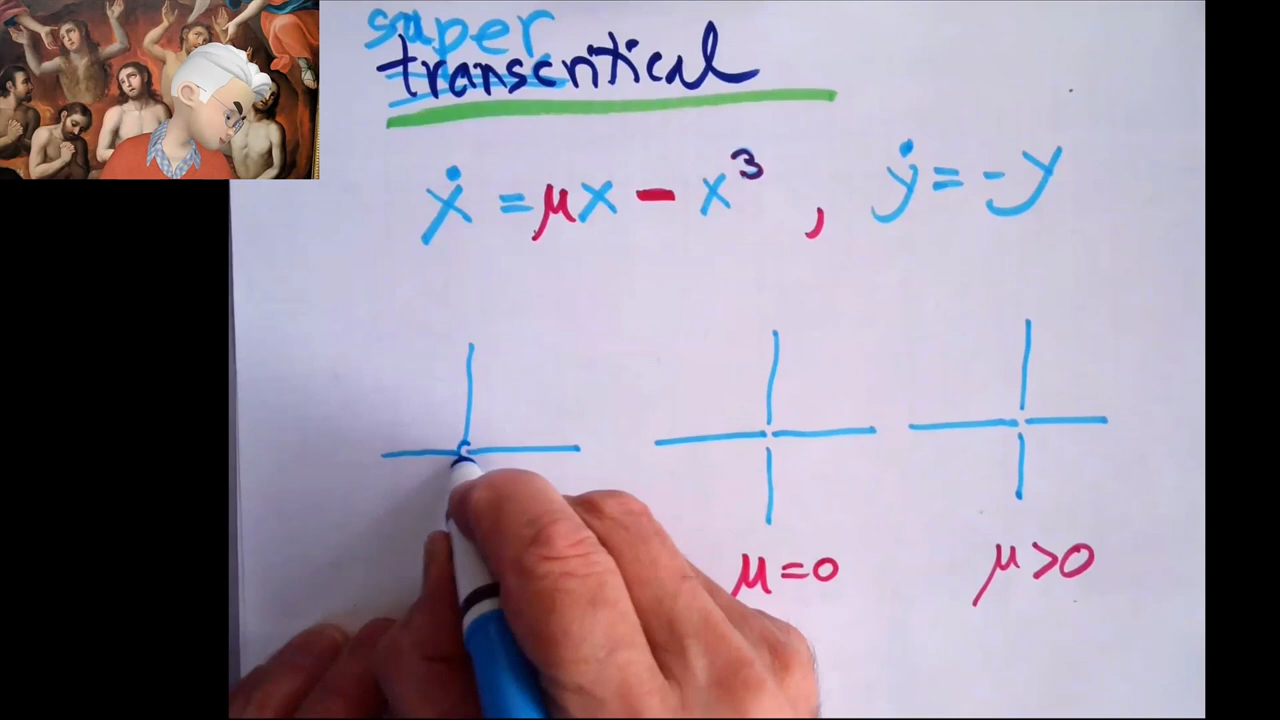 super
transcritical
ẋ = μx - x³ , ẏ = -y
μ=0 μ>0